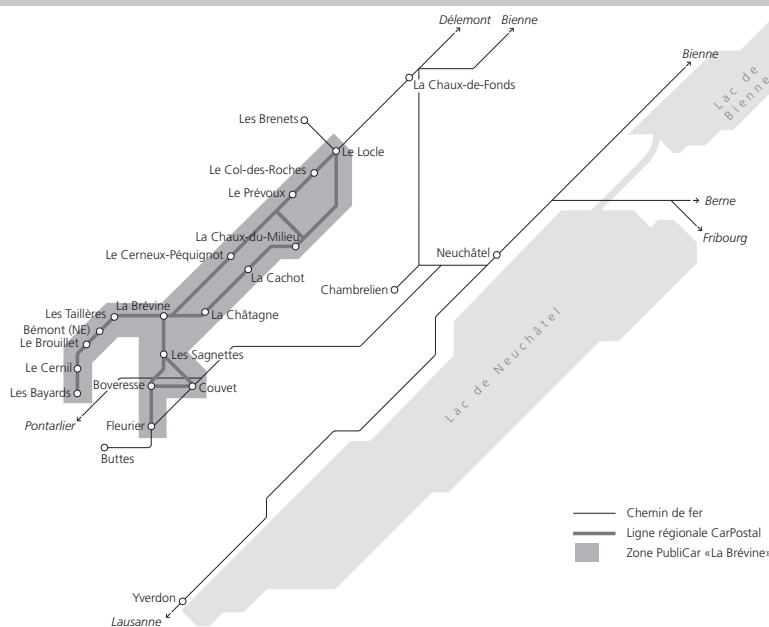 Délemont
Bienne
La Chaux-de-Fonds
Bienne
Lac de
Bienne
Les Brenets
Le Locle
Le Col-des-Roches
Le Prévoux
Berne
La Chaux-du-Milieu
Fribourg
Le Cerneux-Péquignot
Neuchâtel
La Cachot
Chambrelien
La Brévine
Les Taillères
La Châtagne
Bémont (NE)
Le Brouillet
Les Sagnettes
Le Cernil
Boveresse
Couvet
Les Bayards
Lac de Neuchâtel
Pontarlier
Fleurier
Buttes
Chemin de fer
Ligne régionale CarPostal
Zone PubliCar «La Brévine»
Yverdon
Lausanne